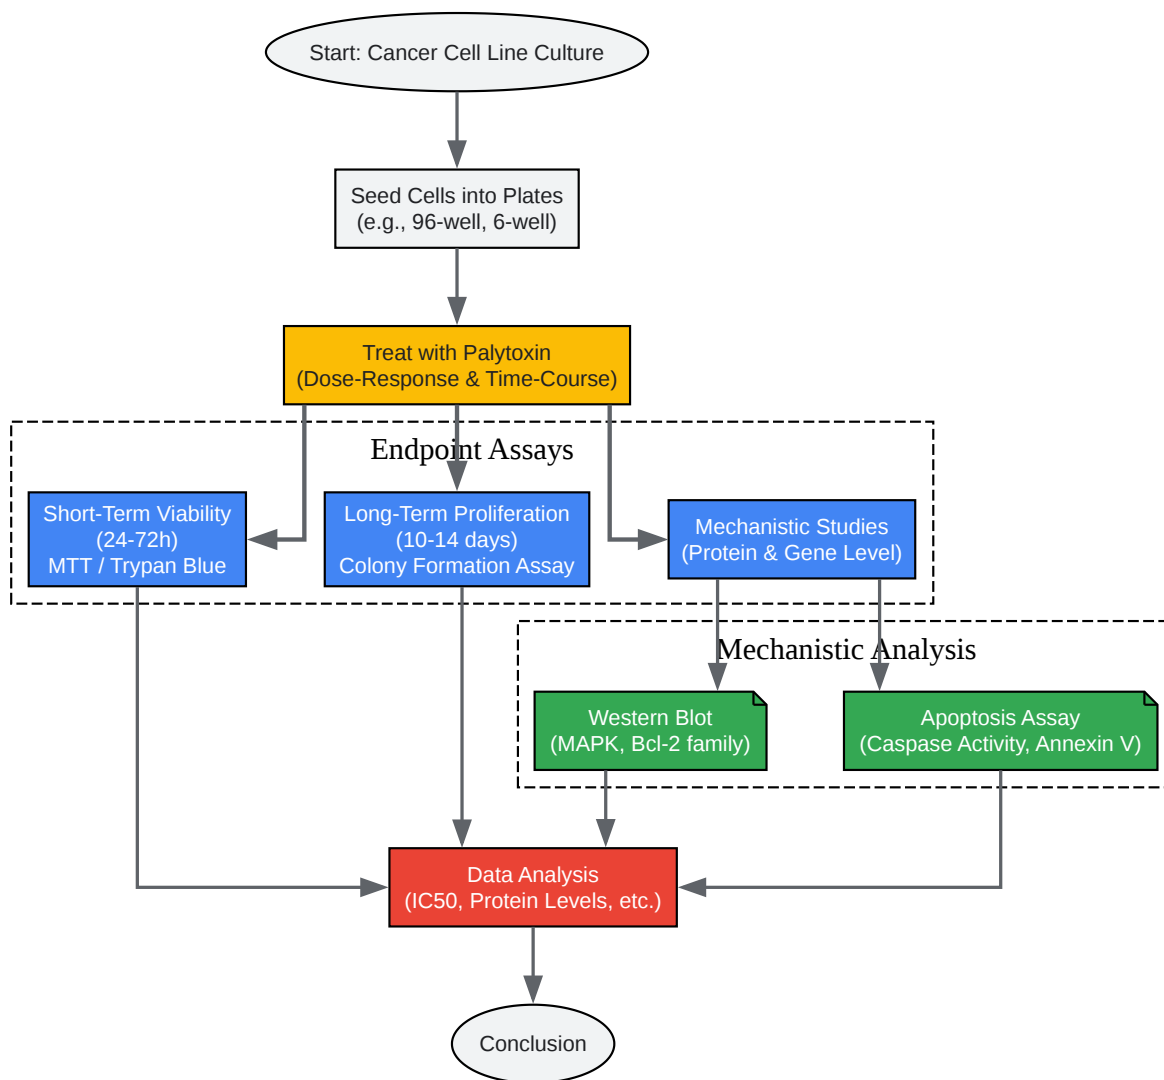 Start: Cancer Cell Line Culture
Seed Cells into Plates
(e.g., 96-well, 6-well)
Treat with Palytoxin
(Dose-Response & Time-Course)
Endpoint Assays
Short-Term Viability
(24-72h)
MTT / Trypan Blue
Long-Term Proliferation
(10-14 days)
Colony Formation Assay
Mechanistic Studies
(Protein & Gene Level)
Mechanistic Analysis
Western Blot
(MAPK, Bcl-2 family)
Apoptosis Assay
(Caspase Activity, Annexin V)
Data Analysis
(IC50, Protein Levels, etc.)
Conclusion